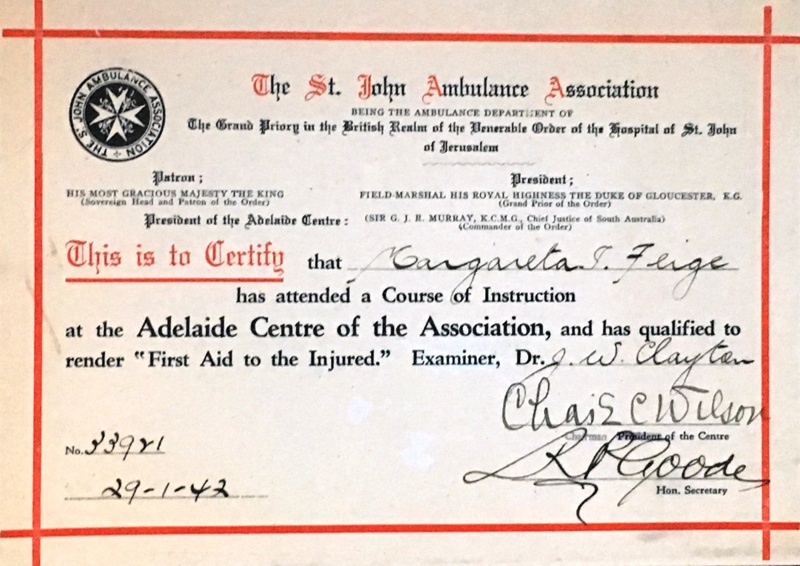 THE ST. JOHN AMBULANCE ASSOCIATION
The St. John Ambulance Association
BEING THE AMBULANCE DEPARTMENT OF
The Grand Priory in the British Realm of the Venerable Order of the Hospital of St. John
of Jerusalem
Patron;
HIS MOST GRACIOUS MAJESTY THE KING
(Sovereign Head and Patron of the Order)
President;
FIELD-MARSHAL HIS ROYAL HIGHNESS THE DUKE OF GLOUCESTER, K.G.
(Grand Prior of the Order)
President of the Adelaide Centre: (SIR G. J. R. MURRAY, K.C.M.G., Chief Justice of South Australia)
(Commander of the Order)
This is to Certify that Margareta T. Feige
has attended a Course of Instruction
at the Adelaide Centre of the Association, and has qualified to
render "First Aid to the Injured." Examiner, Dr. J. W. Clayton
Chas E C Wilson
Chairman President of the Centre
No. 33921
Goode
29-1-42
Hon. Secretary